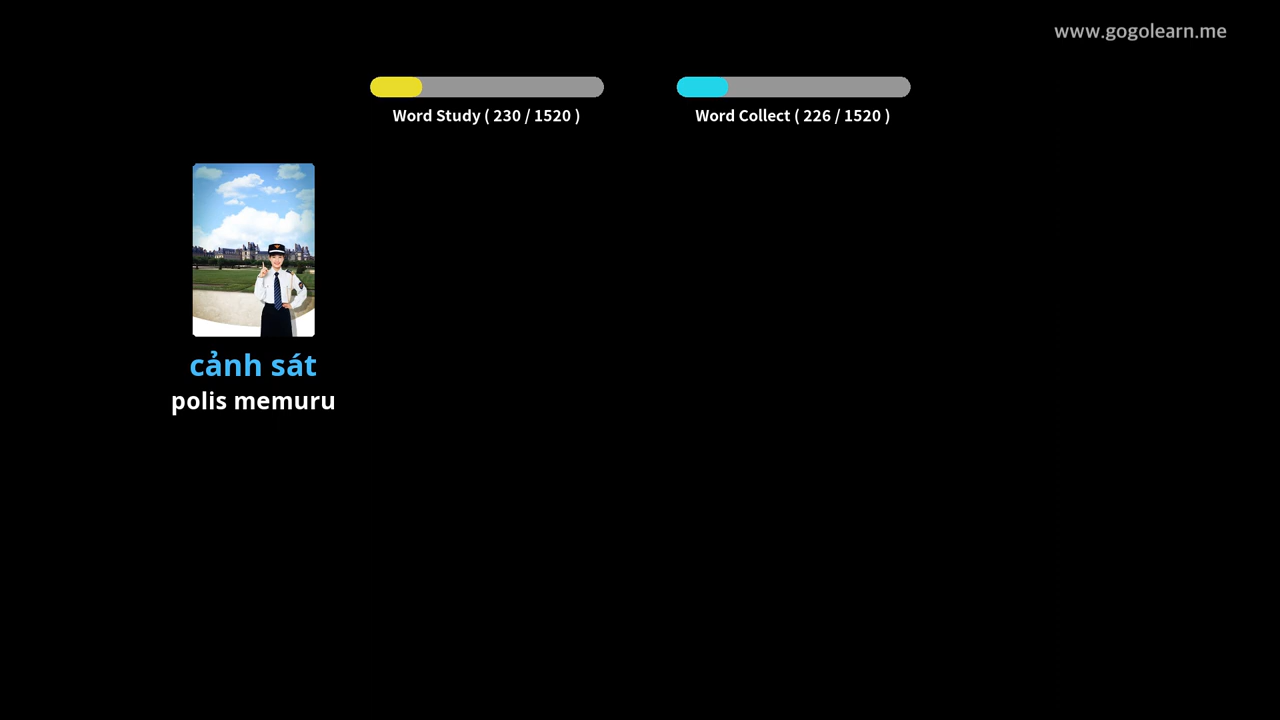 www.gogolearn.me
Word Study ( 230 / 1520 )
Word Collect ( 226 / 1520 )
cảnh sát
polis memuru